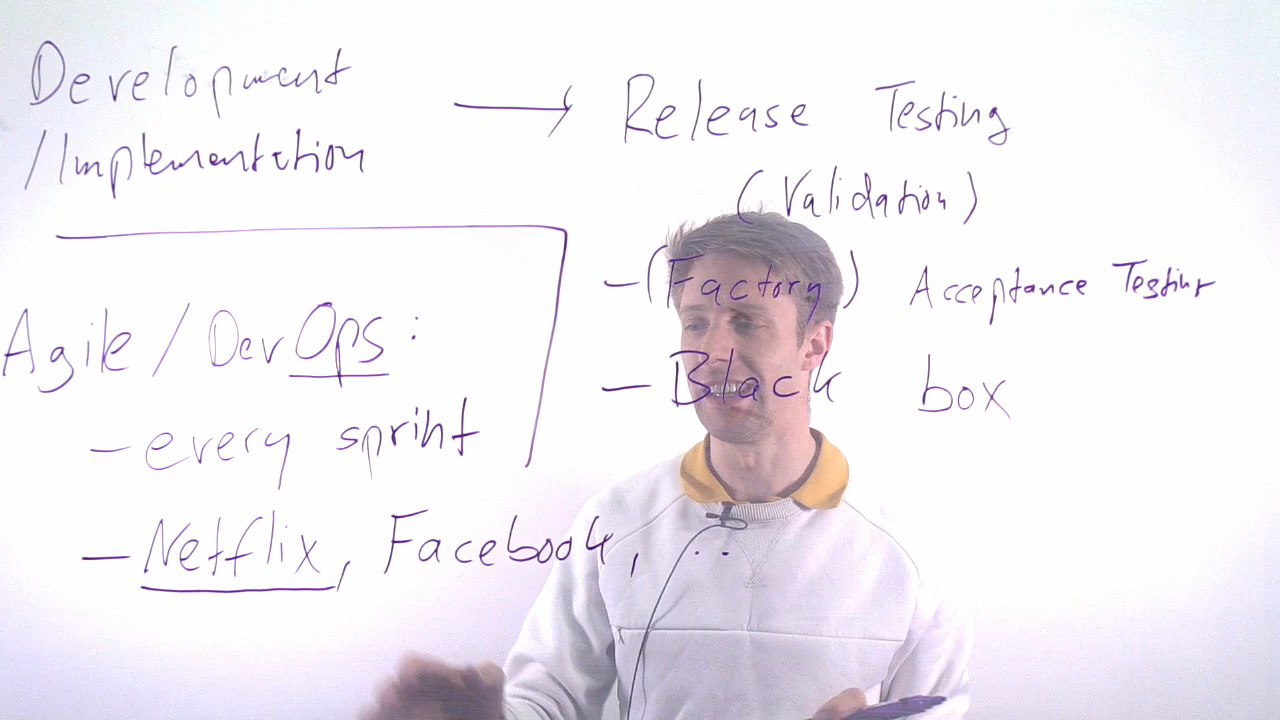 Development
/Implementation
→ Release Testing
(Validation)
- (Factory) Acceptance Testing
- Black box
Agile / DevOps:
- every sprint
- Netflix, Facebook, ..